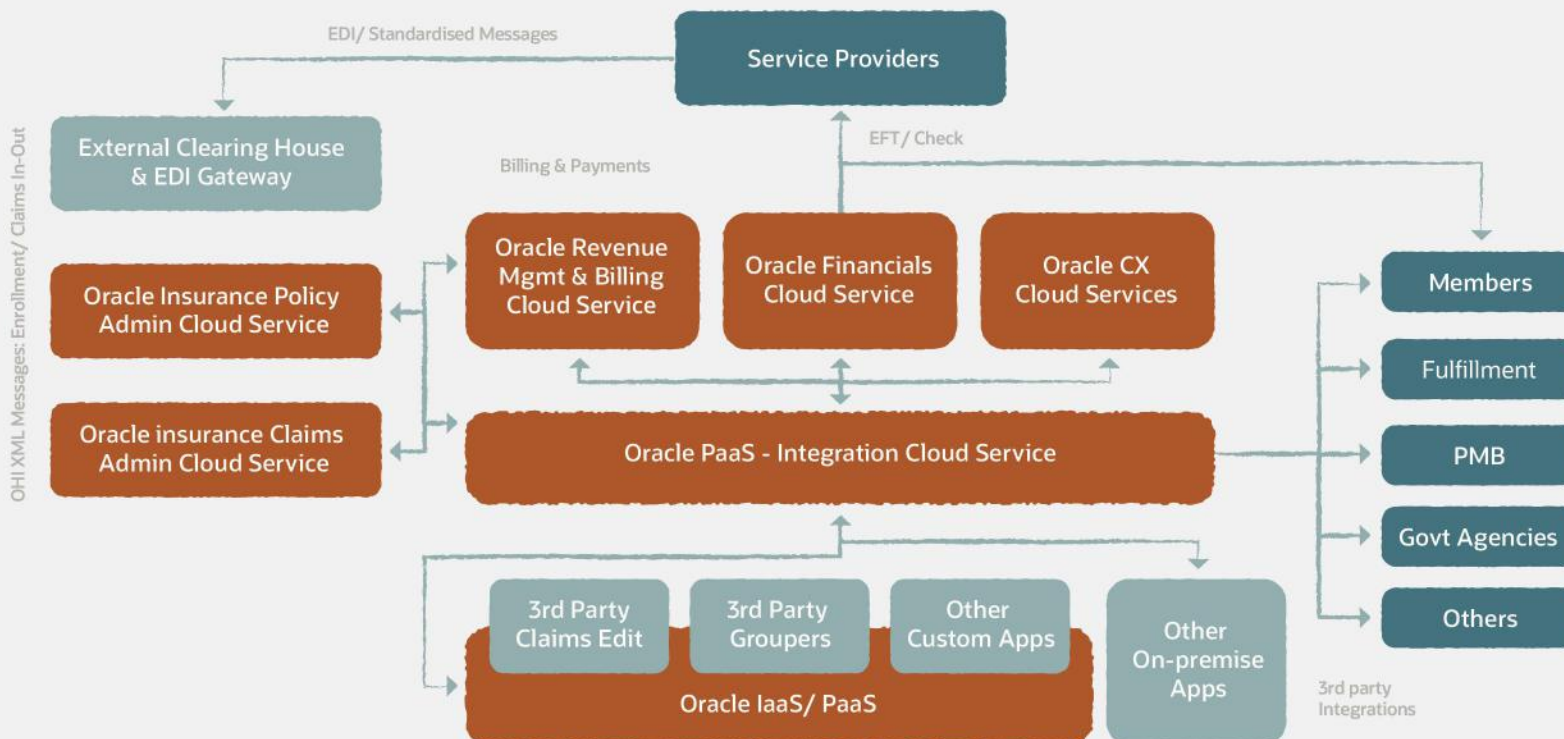 EDI/ Standardised Messages
Service Providers
External Clearing House
& EDI Gateway
EFT/ Check
Billing & Payments
OHI XML Messages: Enrollment/ Claims In-Out
Oracle Insurance Policy
Admin Cloud Service
Oracle Revenue
Mgmt & Billing
Cloud Service
Oracle Financials
Cloud Service
Oracle CX
Cloud Services
Members
Fulfillment
Oracle insurance Claims
Admin Cloud Service
Oracle PaaS - Integration Cloud Service
PMB
Govt Agencies
3rd Party
Claims Edit
3rd Party
Groupers
Other
Custom Apps
Other
On-premise
Apps
Others
Oracle IaaS/ PaaS
3rd party
Integrations